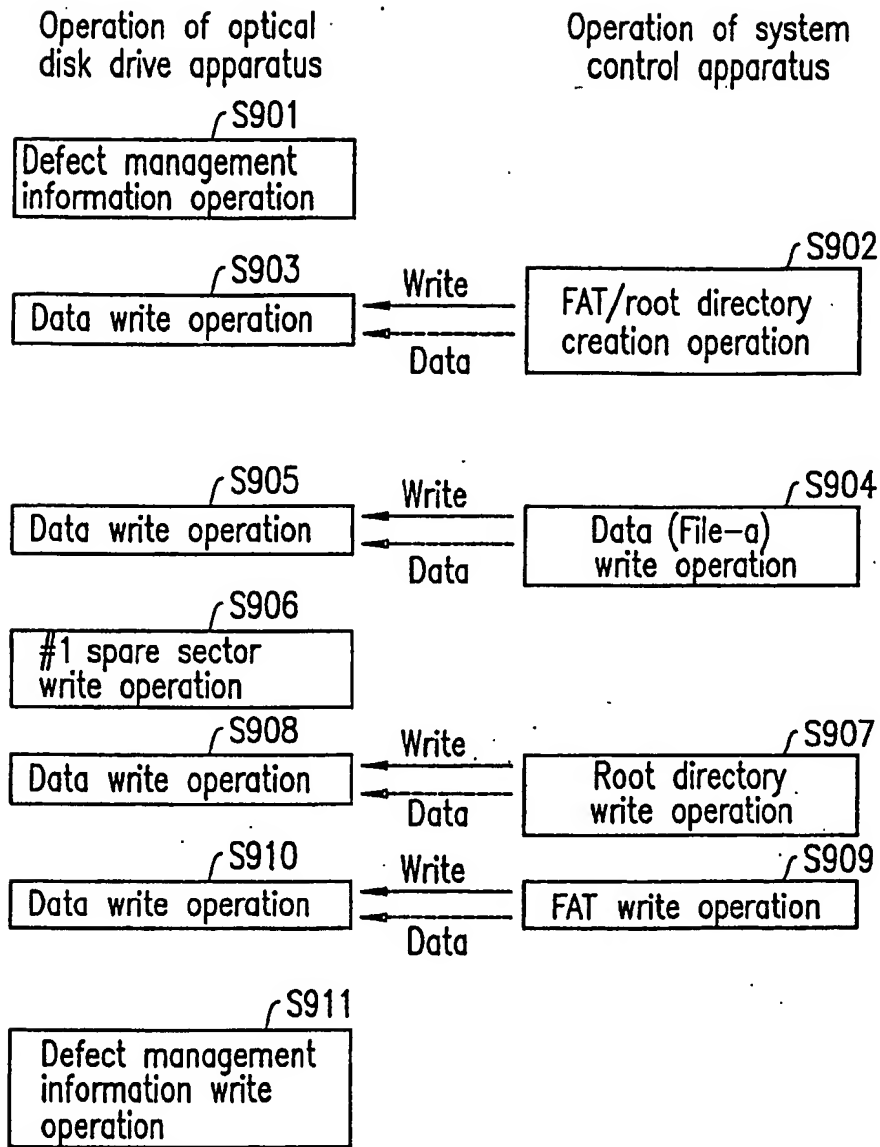 Operation of optical
disk drive apparatus
Operation of system
control apparatus
S901
Defect management
information operation
S902
FAT/root directory
creation operation
S903
Data write operation
Write
Data
S904
Data (File-a)
write operation
S905
Data write operation
Write
Data
S906
#1 spare sector
write operation
S907
Root directory
write operation
S908
Data write operation
Write
Data
S909
FAT write operation
S910
Data write operation
Write
Data
S911
Defect management
information write
operation